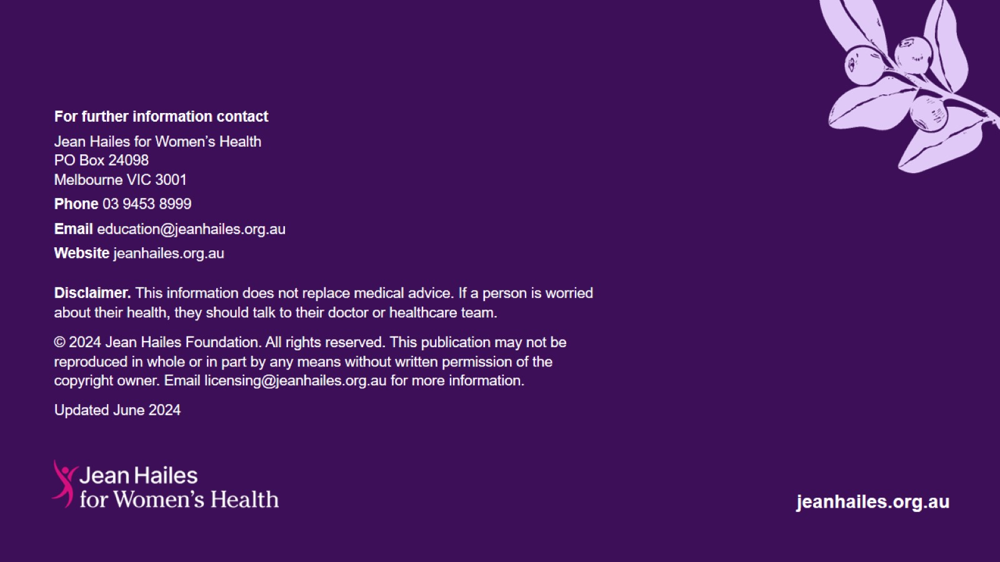 For further information contact
Jean Hailes for Women’s Health
PO Box 24098
Melbourne VIC 3001
Phone 03 9453 8999
Email education@jeanhailes.org.au
Website jeanhailes.org.au
Disclaimer. This information does not replace medical advice. If a person is worried
about their health, they should talk to their doctor or healthcare team.
© 2024 Jean Hailes Foundation. All rights reserved. This publication may not be
reproduced in whole or in part by any means without written permission of the
copyright owner. Email licensing@jeanhailes.org.au for more information.
Updated June 2024
Jean Hailes
for Women’s Health
jeanhailes.org.au